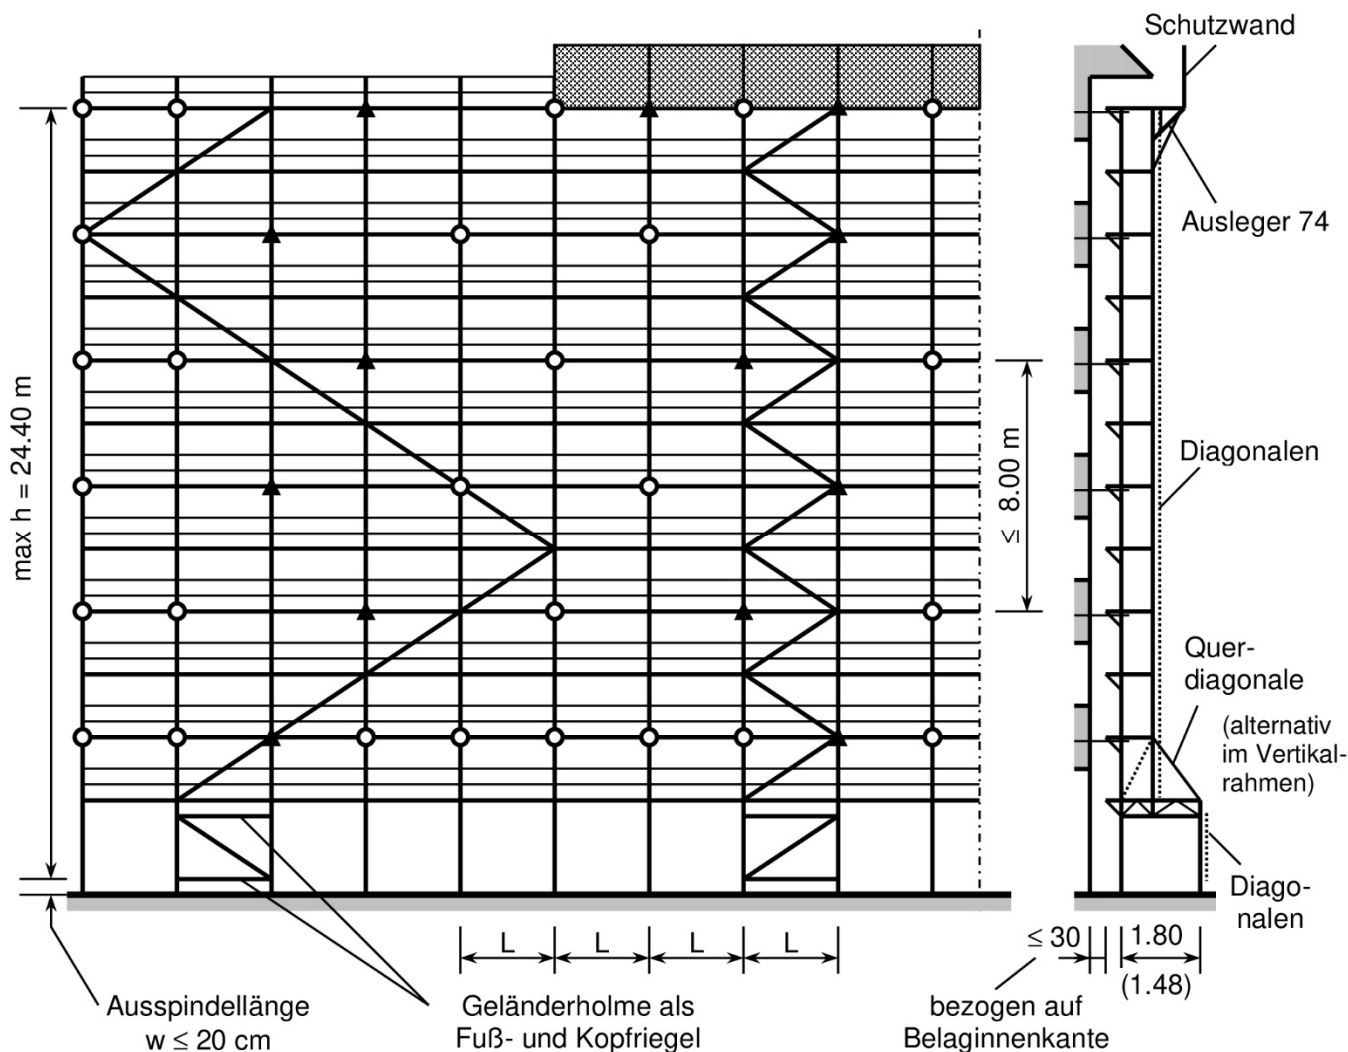 Schutzwand
Ausleger 74
max h = 24.40 m
≤ 8.00 m
Diagonalen
Quer-
diagonale
(alternativ
im Vertikal-
rahmen)
Diago-
nalen
L L L L
≤ 30
1.80
(1.48)
Ausspindellänge
w ≤ 20 cm
Geländerholme als
Fuß- und Kopfriegel
bezogen auf
Belaginnenkante